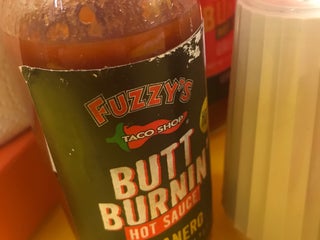 FUZZY'S
TACO SHOP
BUTT
BURNIN'
HOT SAUCE